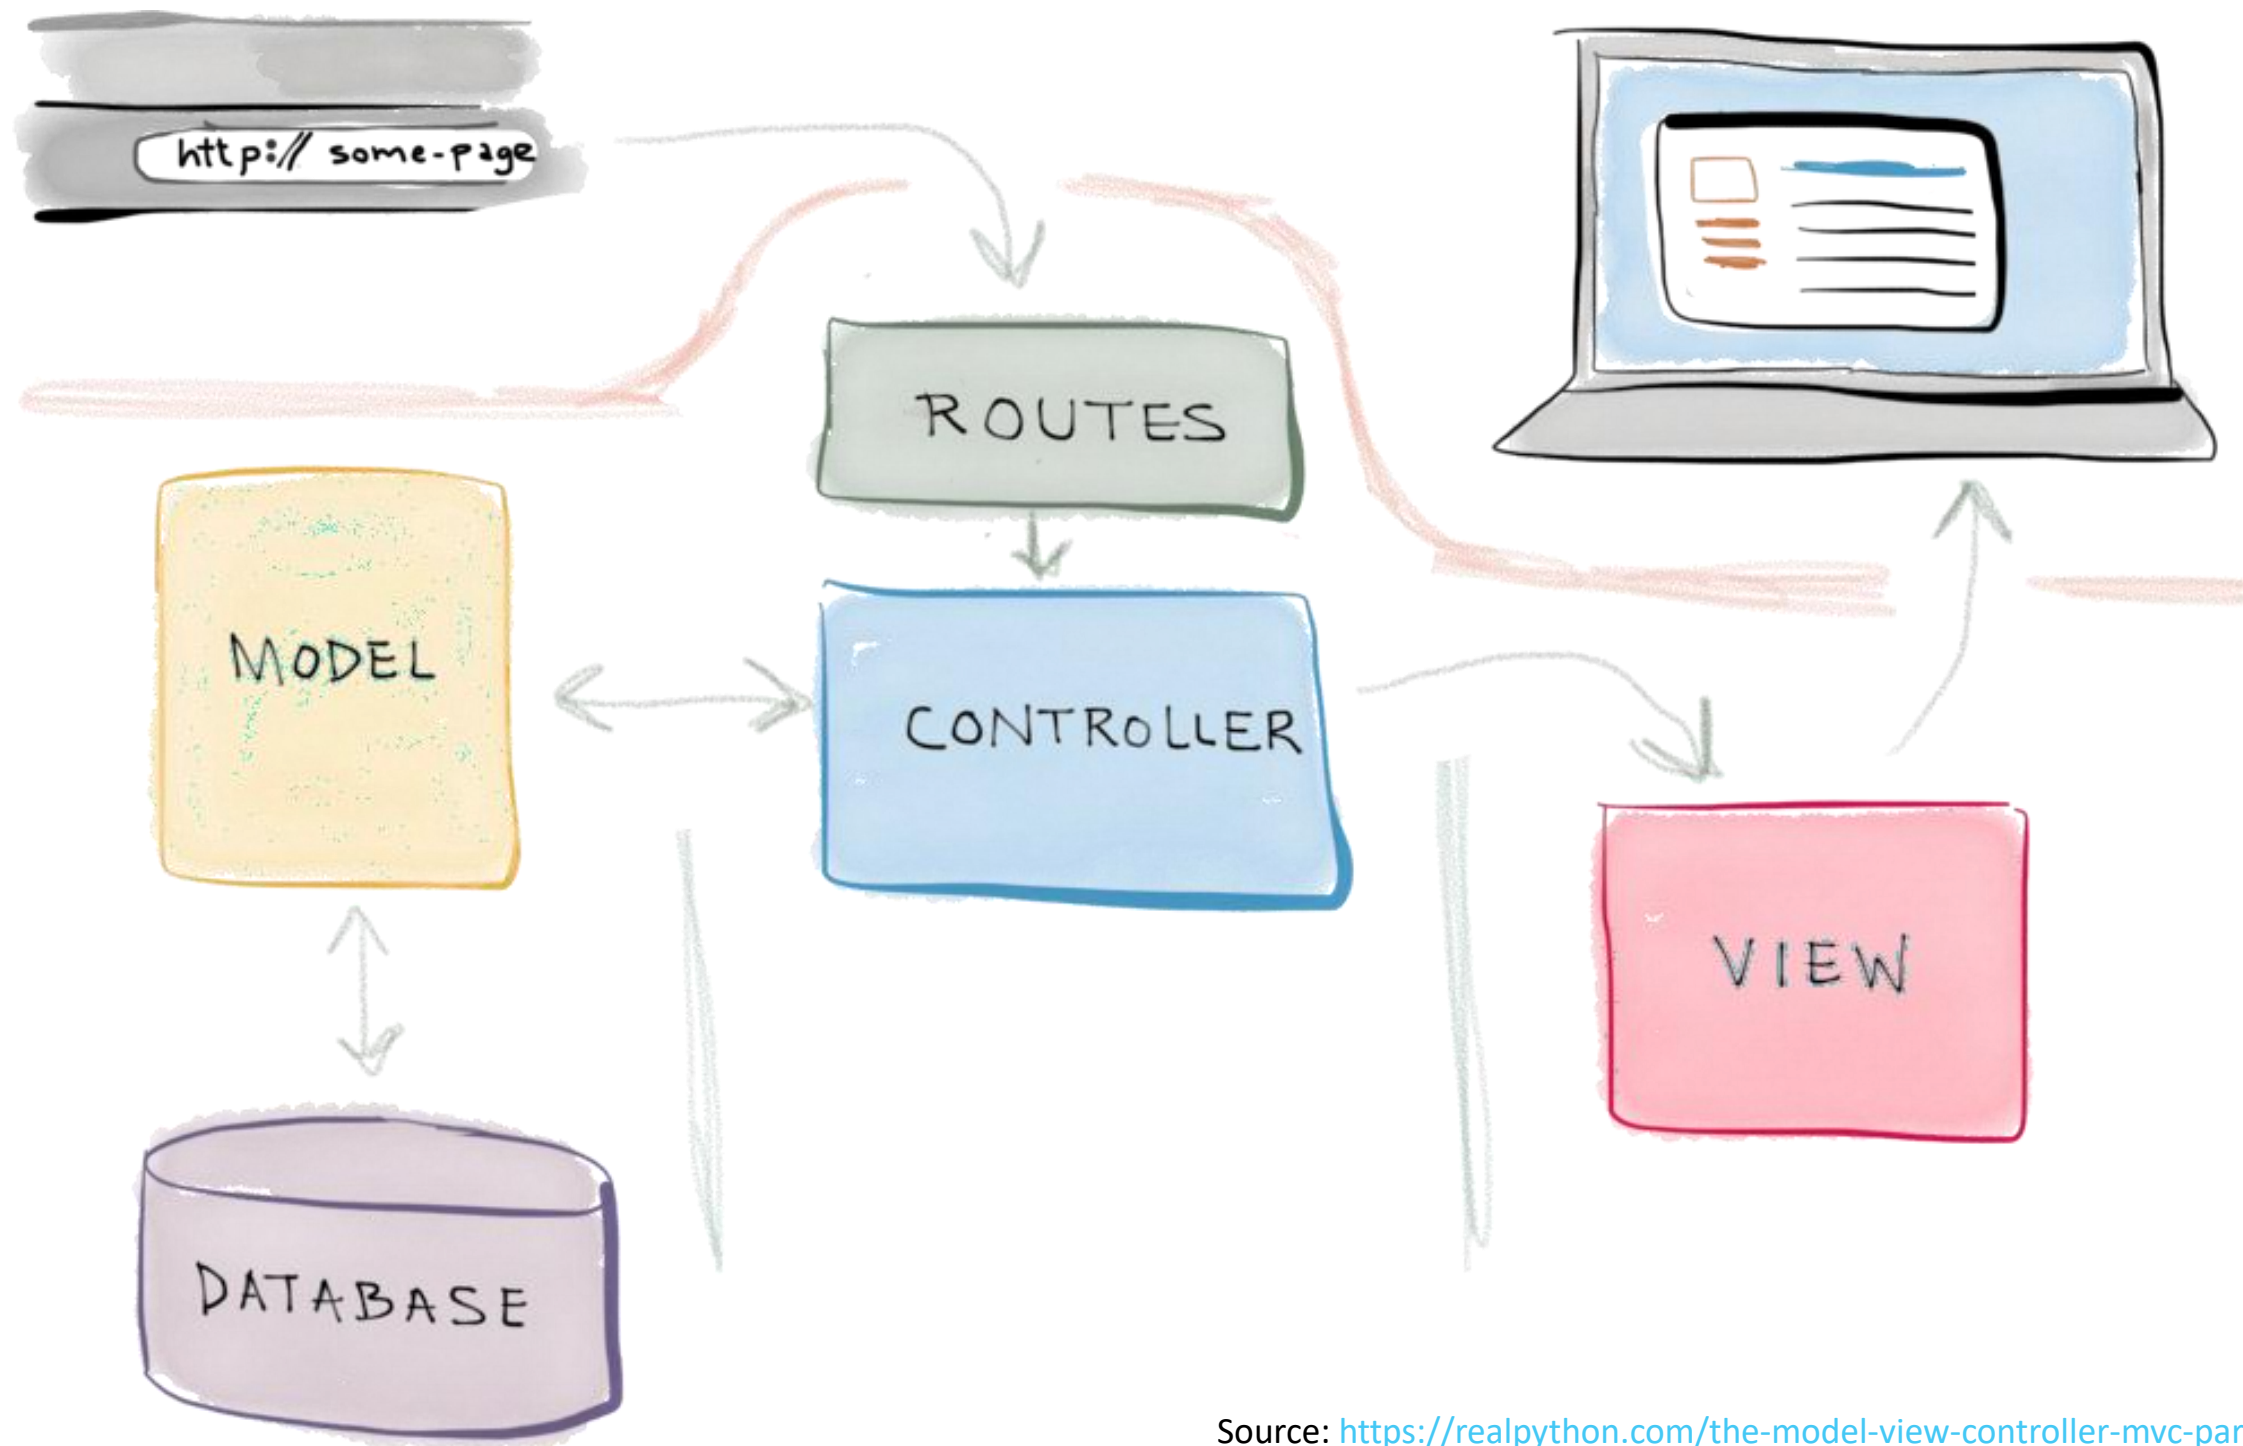 http:// some-page
ROUTES
MODEL
CONTROLLER
VIEW
DATABASE
Source: https://realpython.com/the-model-view-controller-mvc-par